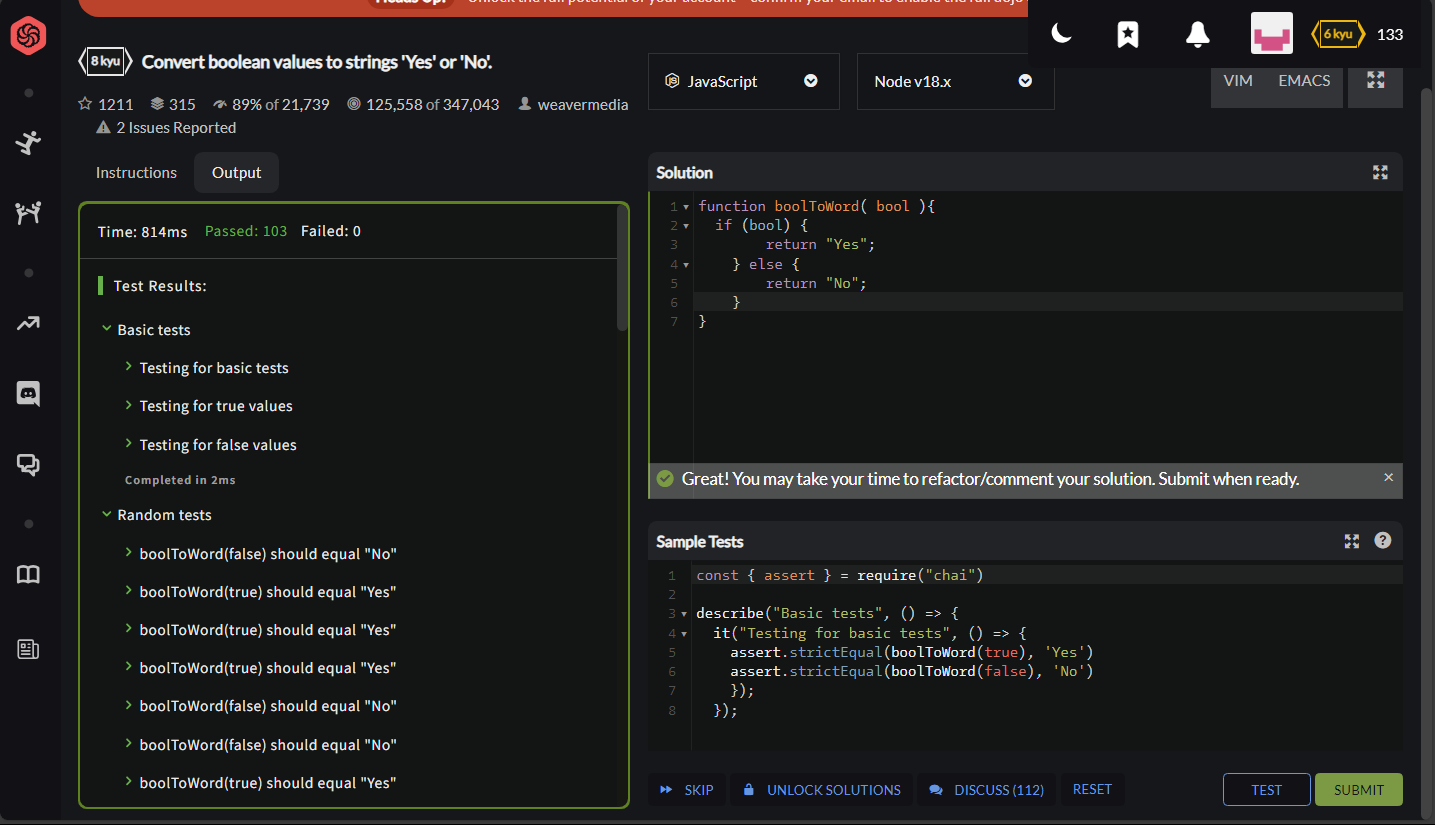 Heads Up!
Unlock the full potential of your account - confirm your email to enable the full dojo
6 kyu 133
8 kyu Convert boolean values to strings 'Yes' or 'No'.
1211 315 89% of 21,739 125,558 of 347,043 weavermedia
2 Issues Reported
JavaScript
Node v18.x
VIM EMACS
Instructions Output
Time: 814ms Passed: 103 Failed: 0
Test Results:
Basic tests
Testing for basic tests
Testing for true values
Testing for false values
Completed in 2ms
Random tests
boolToWord(false) should equal "No"
boolToWord(true) should equal "Yes"
boolToWord(true) should equal "Yes"
boolToWord(true) should equal "Yes"
boolToWord(false) should equal "No"
boolToWord(false) should equal "No"
boolToWord(true) should equal "Yes"
Solution
1 function boolToWord( bool ){
2 if (bool) {
3 return "Yes";
4 } else {
5 return "No";
6 }
7 }
Great! You may take your time to refactor/comment your solution. Submit when ready.
Sample Tests
1 const { assert } = require("chai")
2
3 describe("Basic tests", () => {
4 it("Testing for basic tests", () => {
5 assert.strictEqual(boolToWord(true), 'Yes')
6 assert.strictEqual(boolToWord(false), 'No')
7 });
8 });
SKIP UNLOCK SOLUTIONS DISCUSS (112) RESET TEST SUBMIT